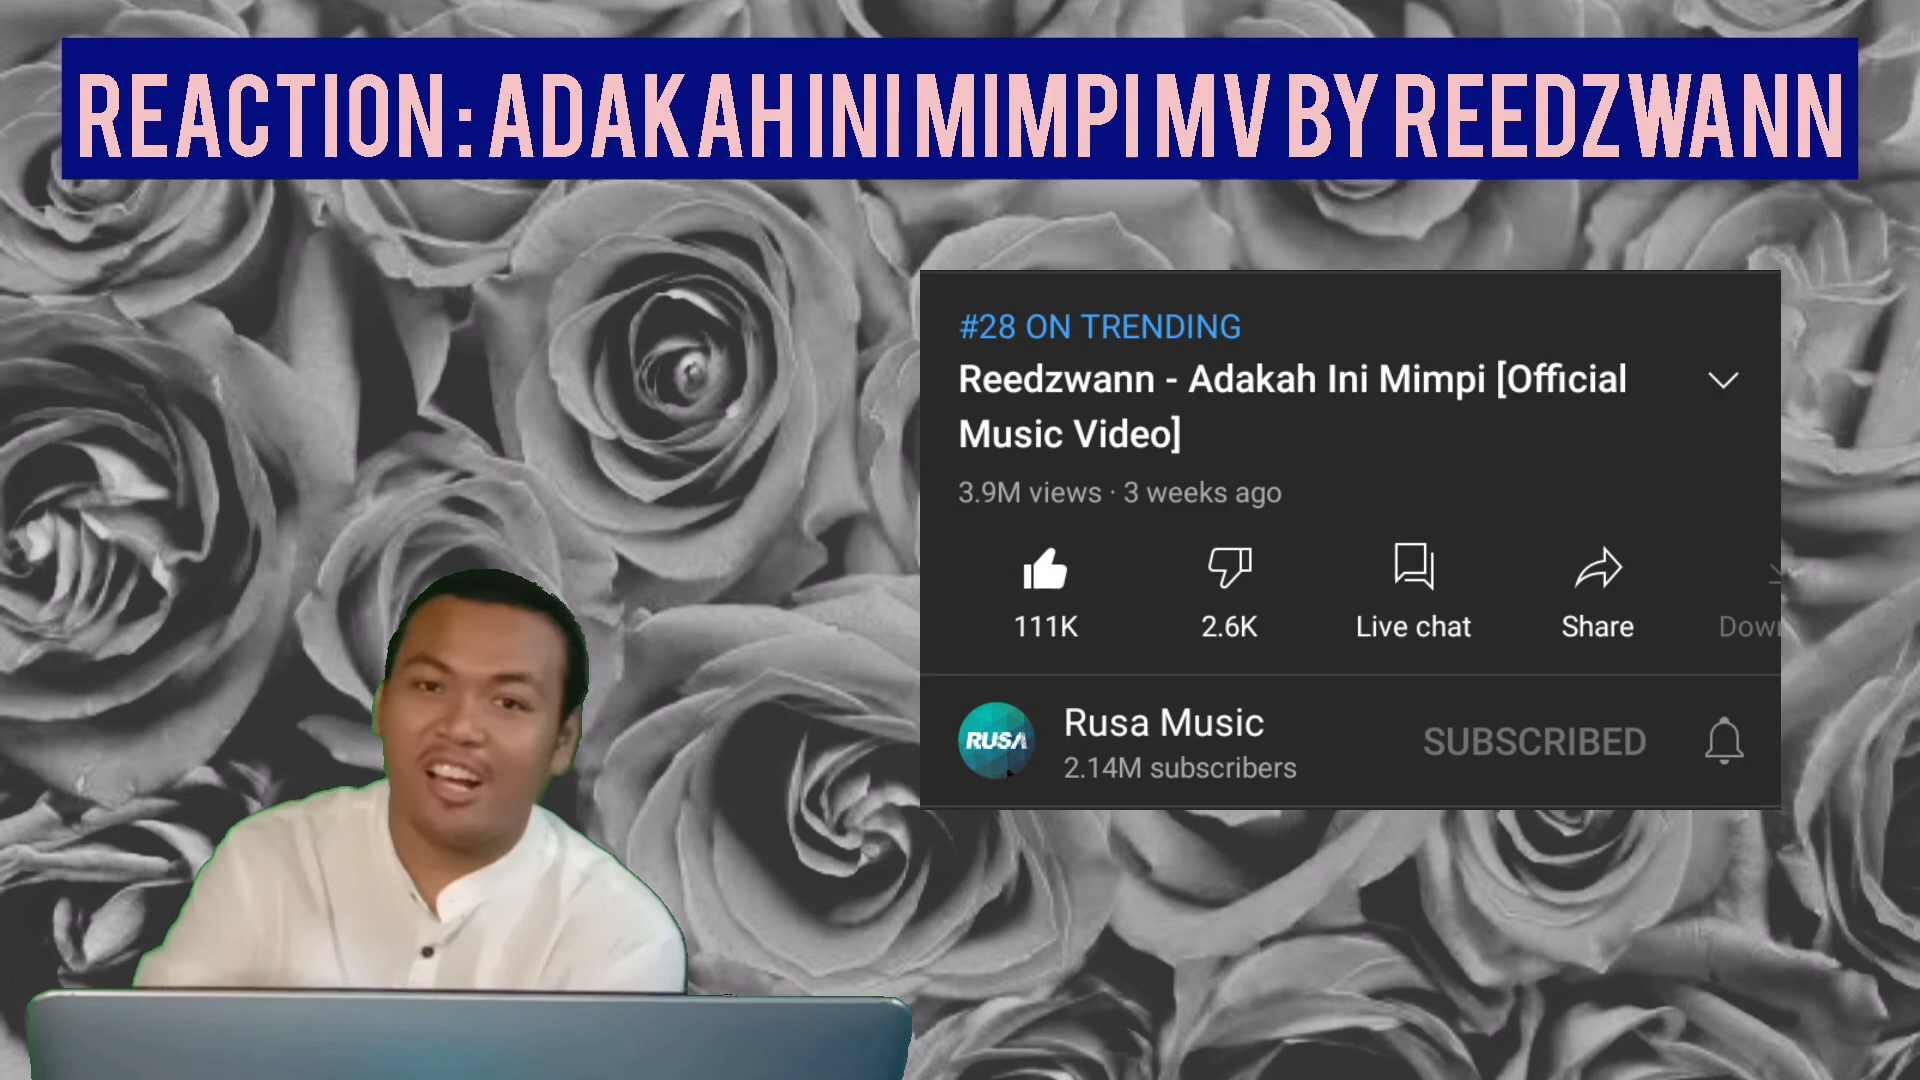 REACTION : ADAKAH INI MIMPI MV BY REEDZWANN
#28 ON TRENDING
Reedzwann - Adakah Ini Mimpi [Official
Music Video]
3.9M views · 3 weeks ago
111K
2.6K
Live chat
Share
Down
RUSA
Rusa Music
2.14M subscribers
SUBSCRIBED